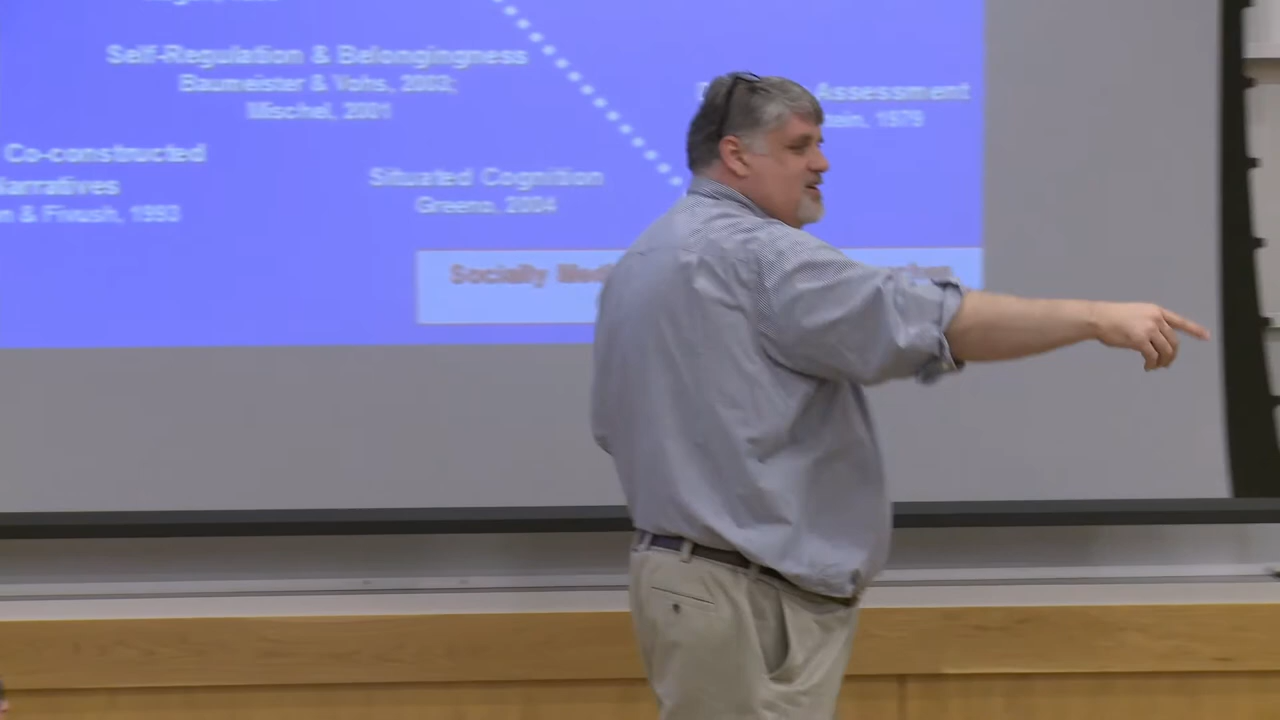 Self-Regulation & Belongingness
Baumeister & Vohs, 2003;
Mischel, 2001
Assessment
1979
Co-constructed
Narratives
& Fivush, 1993
Situated Cognition
Greeno, 2004
Socially